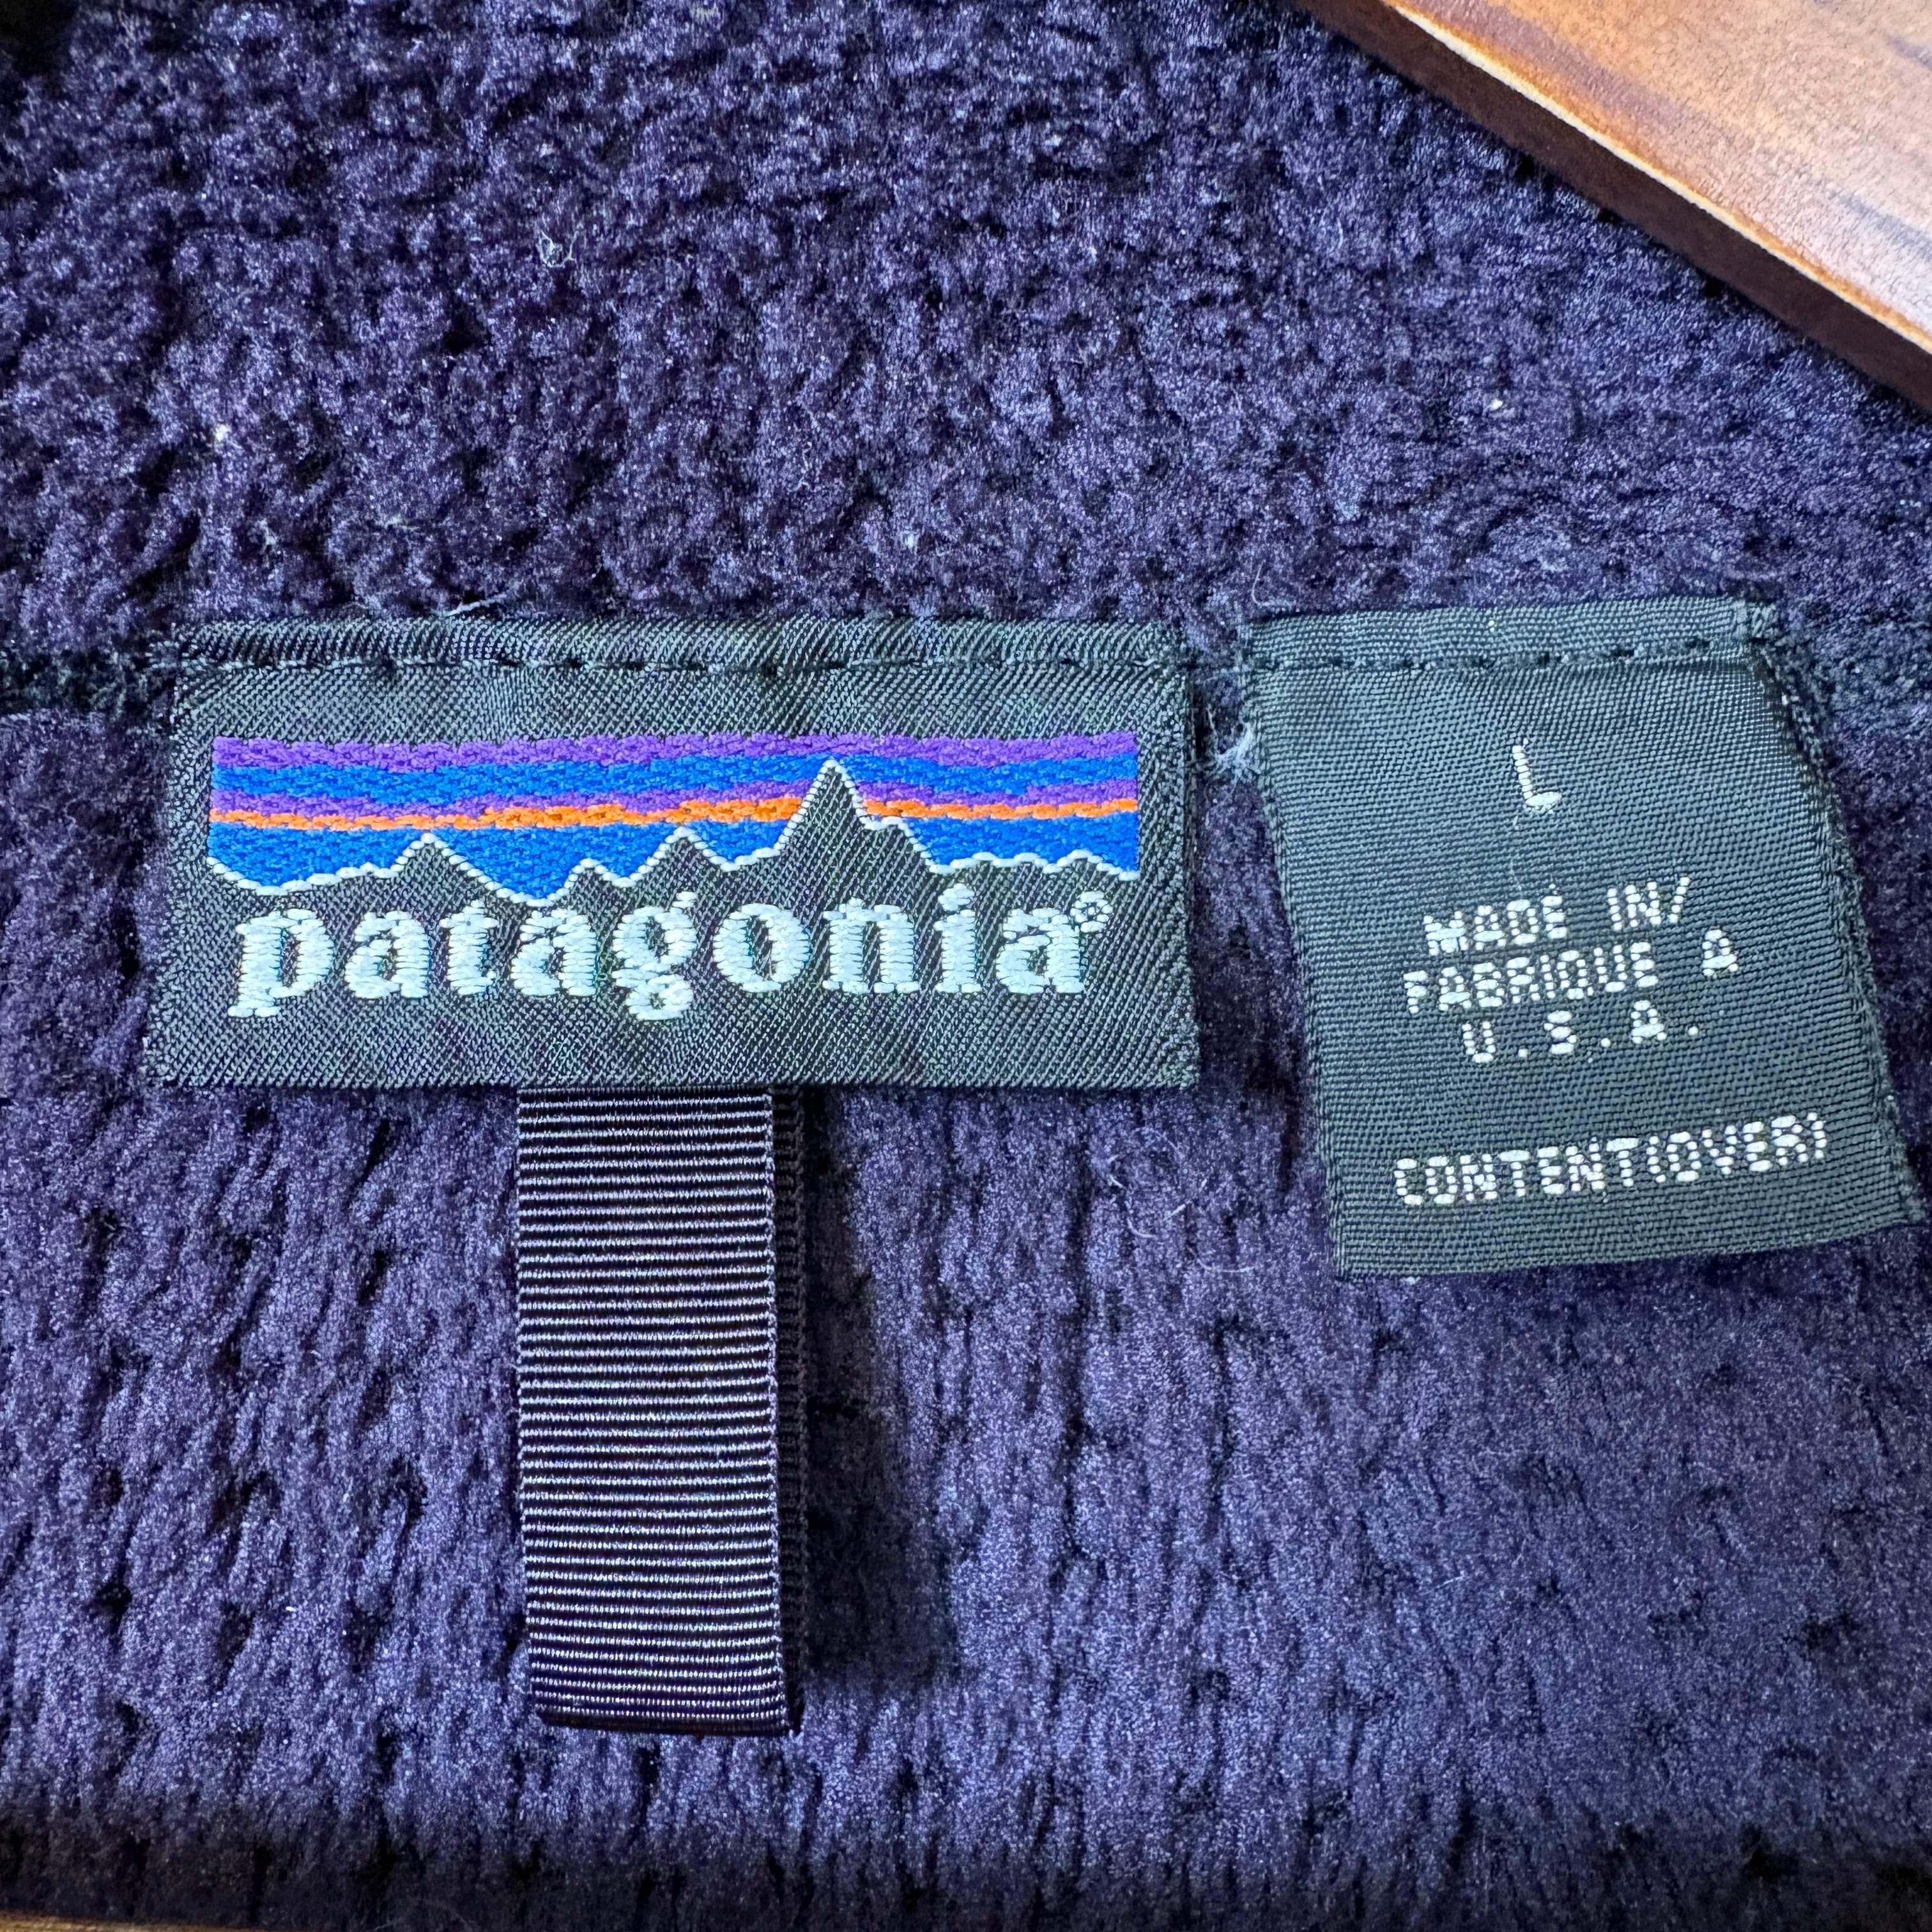 patagonia®
L
MADE IN/
FABRIQUE A
U.S.A.
CONTENT(OVER)